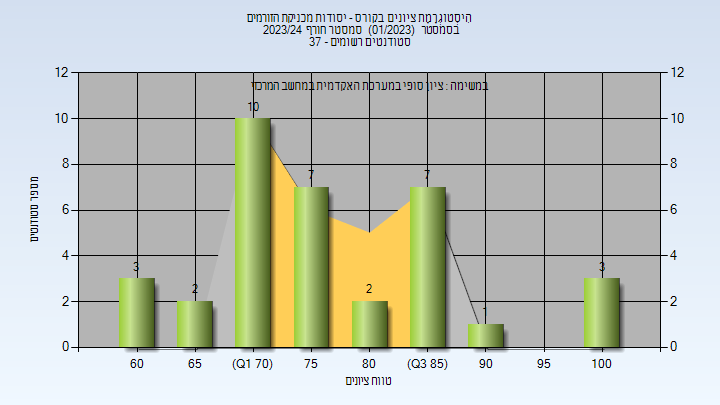 היסטוגרמת ציונים בקורס - יסודות מכניקת הזורמים
בסמסטר (01/2023) סמסטר חורף 2023/24
סטודנטים רשומים - 37
במשימה : ציון סופי במערכת האקדמית במחשב המרכזי
12 12
10 10 10
8 8
7 7
6 6
4 4
3 3
2 2
2 2
1
0 0
60 65 (Q1 70) 75 80 (Q3 85) 90 95 100
מספר סטודנטים
טווח ציונים